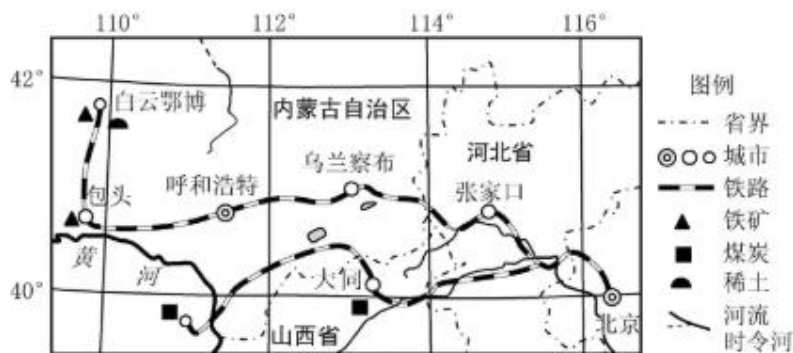 110° 112° 114° 116°
42°
40°
白云鄂博
内蒙古自治区
河北省
乌兰察布
呼和浩特
张家口
包头
黄河
大同
北京
山西省
图例
省界
城市
铁路
铁矿
煤炭
稀土
河流
时令河